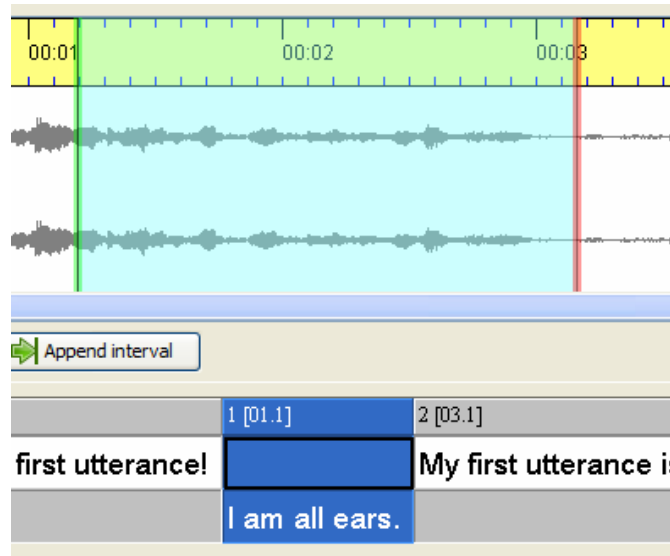 00:01 00:02 00:03
Append interval
1 [01.1] 2 [03.1]
first utterance! My first utterance is
I am all ears.